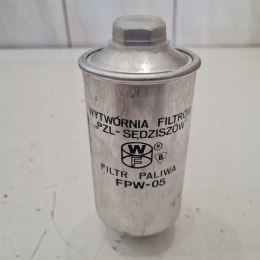 WYTWÓRNIA FILTRÓW
„PZL-SĘDZISZÓW”
W
F
®
B
FILTR PALIWA
FPW-05